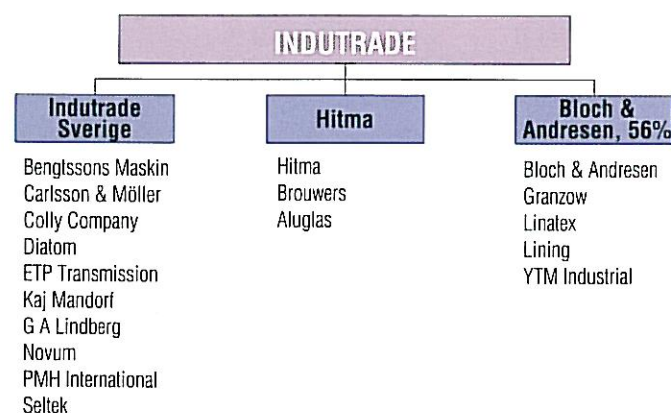 INDUTRADE
Indutrade
Sverige
Bengtssons Maskin
Carlsson & Möller
Colly Company
Diatom
ETP Transmission
Kaj Mandorf
G A Lindberg
Novum
PMH International
Seltek
Hitma
Hitma
Brouwers
Aluglas
Bloch &
Andresen, 56%
Bloch & Andresen
Granzow
Linatex
Lining
YTM Industrial